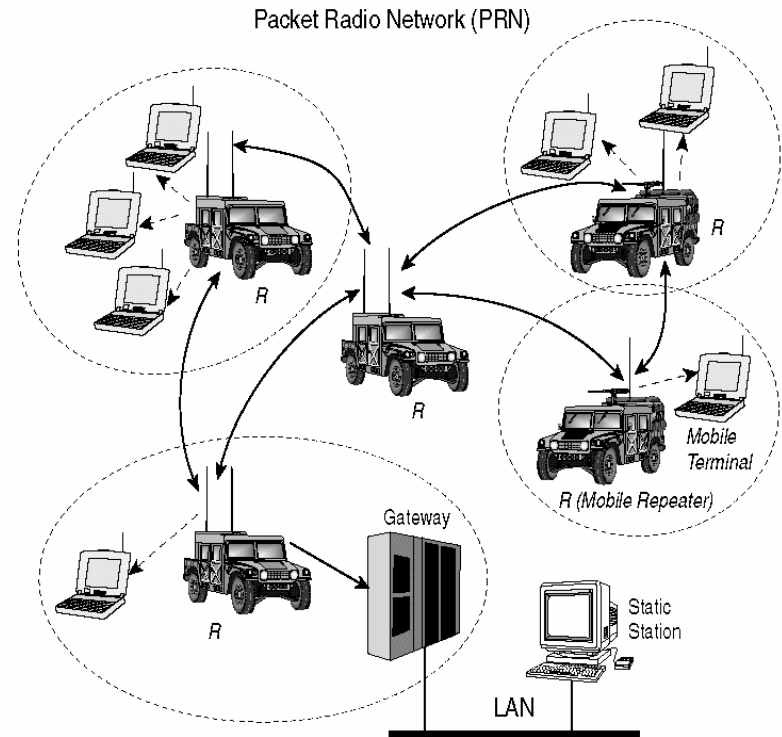 Packet Radio Network (PRN)
R
R
R
Mobile
Terminal
R (Mobile Repeater)
Gateway
R
Static
Station
LAN